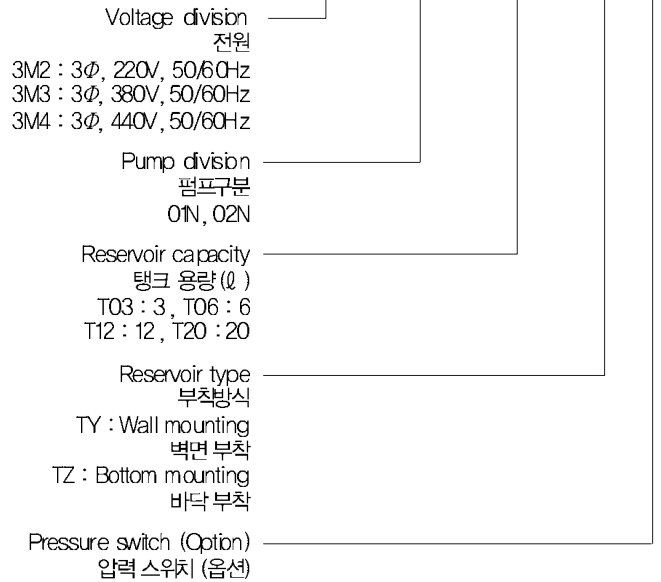 Voltage division
전원
3M2 : 3Φ, 220V, 50/60Hz
3M3 : 3Φ, 380V, 50/60Hz
3M4 : 3Φ, 440V, 50/60Hz
Pump division
펌프구분
01N, 02N
Reservoir capacity
탱크 용량(ℓ)
T03 : 3 , T06 : 6
T12 : 12 , T20 : 20
Reservoir type
부착방식
TY : Wall mounting
벽면 부착
TZ : Bottom mounting
바닥 부착
Pressure switch (Option)
압력 스위치 (옵션)